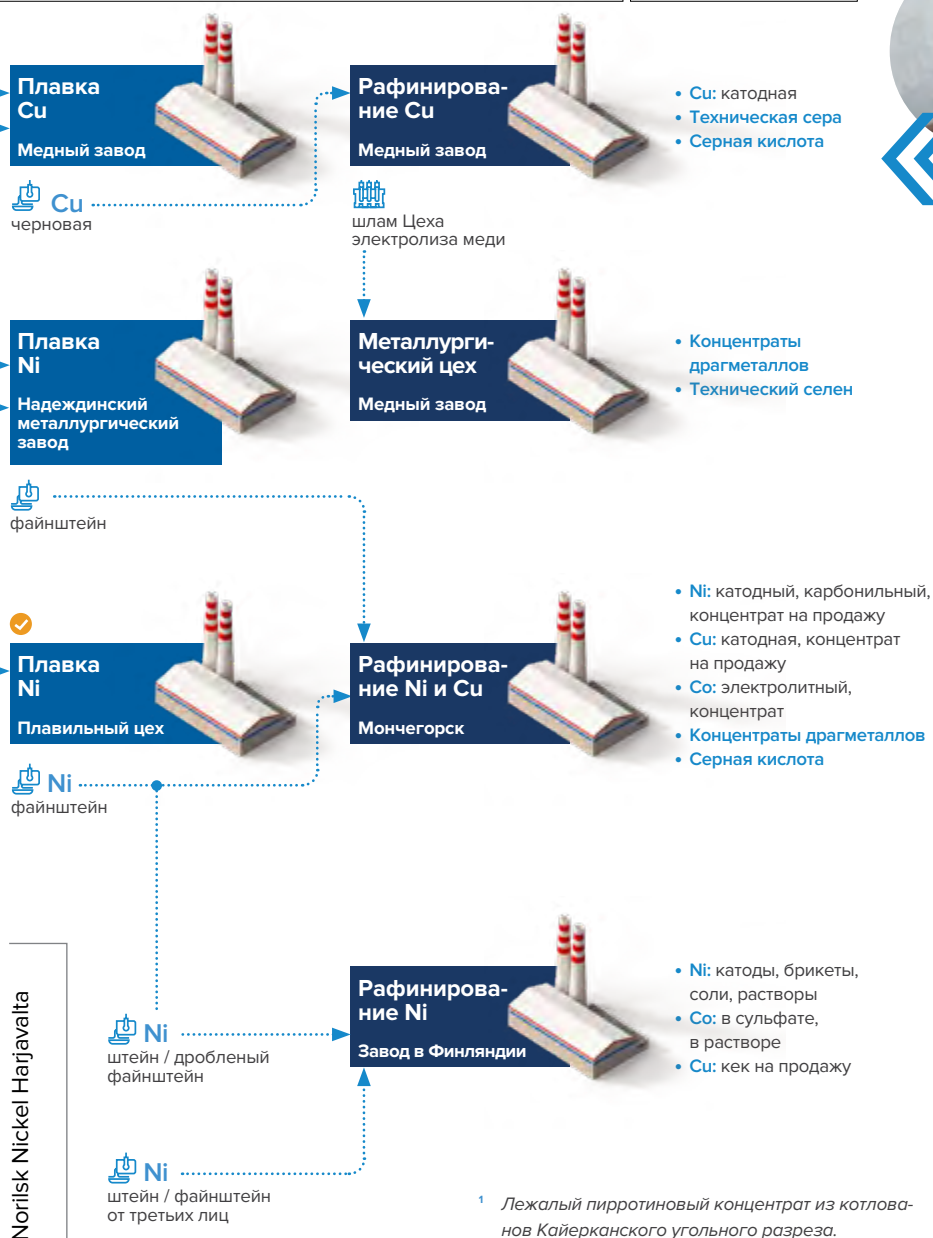 Плавка
Cu
Медный завод
Рафинирова-
ние Cu
Медный завод
• Cu: катодная
• Техническая сера
• Серная кислота
Cu
черновая
шлам Цеха
электролиза меди
Плавка
Ni
Надеждинский
металлургический
завод
Металлурги-
ческий цех
Медный завод
• Концентраты
драгметаллов
• Технический селен
файнштейн
Плавка
Ni
Плавильный цех
Рафинирова-
ние Ni и Cu
Мончегорск
• Ni: катодный, карбонильный,
концентрат на продажу
• Cu: катодная, концентрат
на продажу
• Co: электролитный,
концентрат
• Концентраты драгметаллов
• Серная кислота
Ni
файнштейн
Norilsk Nickel Harjavalta
Ni
штейн / дробленый
файнштейн
Рафинирова-
ние Ni
Завод в Финляндии
• Ni: катоды, брикеты,
соли, растворы
• Co: в сульфате,
в растворе
• Cu: кек на продажу
Ni
штейн / файнштейн
от третьих лиц
1 Лежалый пирротиновый концентрат из котлова-
нов Кайерканского угольного разреза.